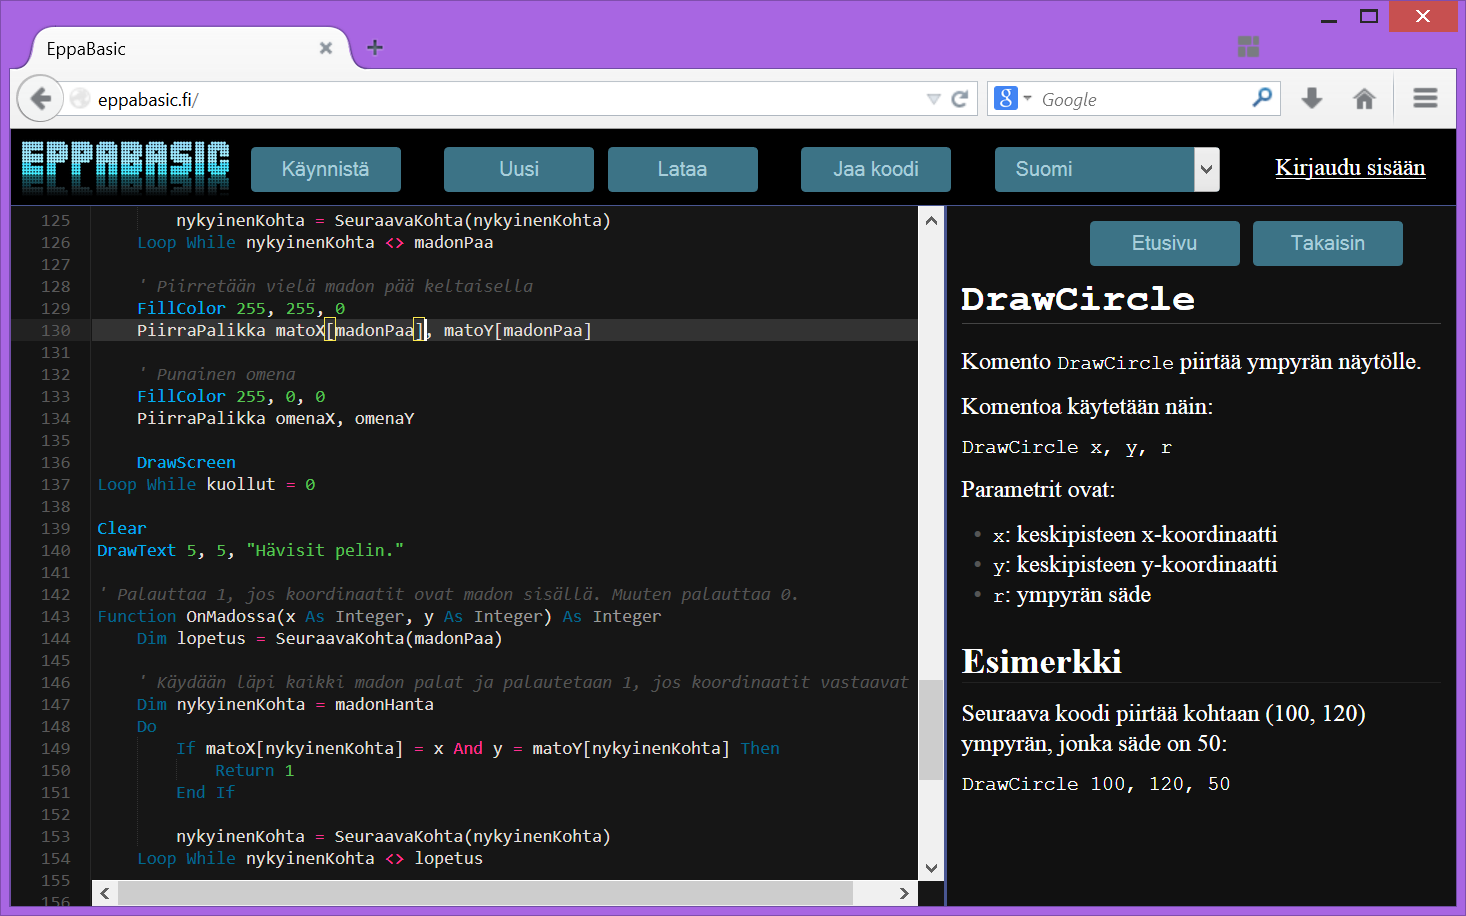 EppaBasic
eppabasic.fi/
Google
EPPABASIC
Käynnistä
Uusi
Lataa
Jaa koodi
Suomi
Kirjaudu sisään
125 nykyinenKohta = SeuraavaKohta(nykyinenKohta)
126 Loop While nykyinenKohta <> madonPaa
127
128 ' Piirretään vielä madon pää keltaisella
129 FillColor 255, 255, 0
130 PiirraPalikka matoX[madonPaa], matoY[madonPaa]
131
132 ' Punainen omena
133 FillColor 255, 0, 0
134 PiirraPalikka omenaX, omenaY
135
136 DrawScreen
137 Loop While kuollut = 0
138
139 Clear
140 DrawText 5, 5, "Hävisit pelin."
141
142 ' Palauttaa 1, jos koordinaatit ovat madon sisällä. Muuten palauttaa 0.
143 Function OnMadossa(x As Integer, y As Integer) As Integer
144 Dim lopetus = SeuraavaKohta(madonPaa)
145
146 ' Käydään läpi kaikki madon palat ja palautetaan 1, jos koordinaatit vastaavat
147 Dim nykyinenKohta = madonHanta
148 Do
149 If matoX[nykyinenKohta] = x And y = matoY[nykyinenKohta] Then
150 Return 1
151 End If
152
153 nykyinenKohta = SeuraavaKohta(nykyinenKohta)
154 Loop While nykyinenKohta <> lopetus
155
156
Etusivu
Takaisin
DrawCircle
Komento DrawCircle piirtää ympyrän näytölle.
Komentoa käytetään näin:
DrawCircle x, y, r
Parametrit ovat:
• x: keskipisteen x-koordinaatti
• y: keskipisteen y-koordinaatti
• r: ympyrän säde
Esimerkki
Seuraava koodi piirtää kohtaan (100, 120)
ympyrän, jonka säde on 50:
DrawCircle 100, 120, 50